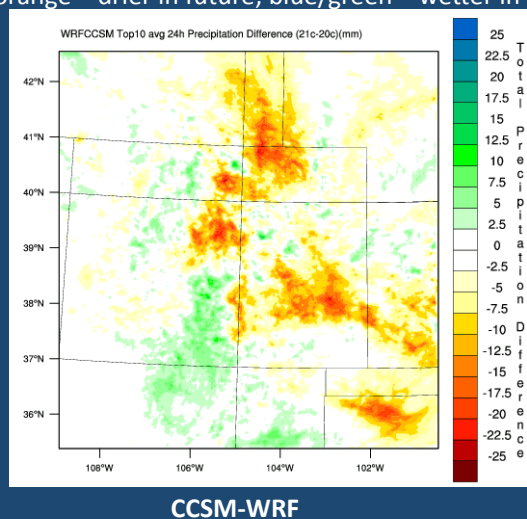 orange – drier in future; blue/green – wetter in
WRFCCSM Top10 avg 24h Precipitation Difference (21c-20c)(mm)
42°N
41°N
40°N
39°N
38°N
37°N
36°N
108°W
106°W
104°W
102°W
25
22.5
20
17.5
15
12.5
10
7.5
5
2.5
0
-2.5
-5
-7.5
-10
-12.5
-15
-17.5
-20
-22.5
-25
Total Precipitation Difference
CCSM-WRF